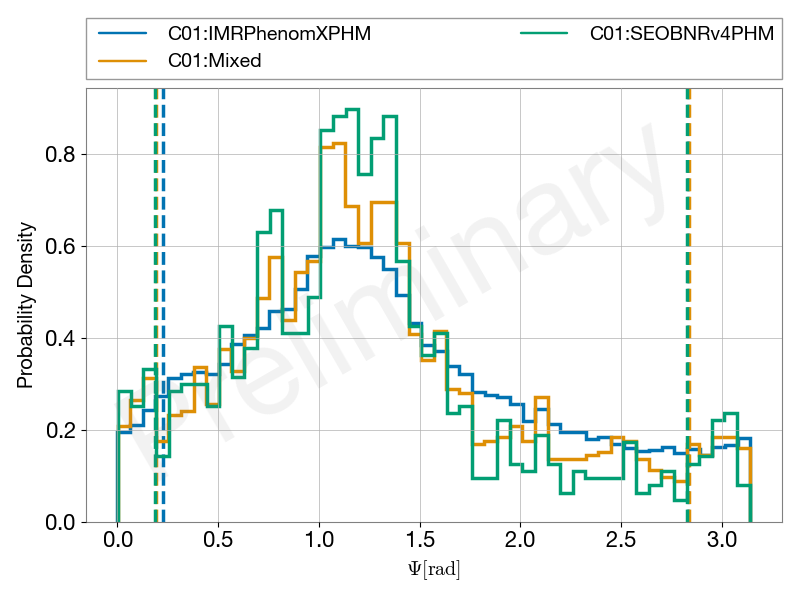 C01:IMRPhenomXPHM
C01:Mixed
C01:SEOBNRv4PHM
Preliminary
Probability Density
0.8
0.6
0.4
0.2
0.0
0.0 0.5 1.0 1.5 2.0 2.5 3.0
Ψ[rad]